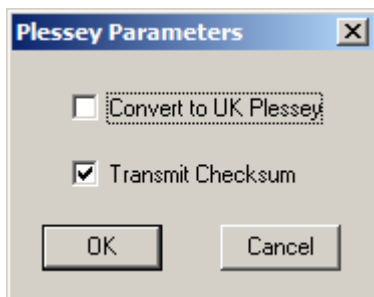 Plessey Parameters
Convert to UK Plessey
Transmit Checksum
OK
Cancel